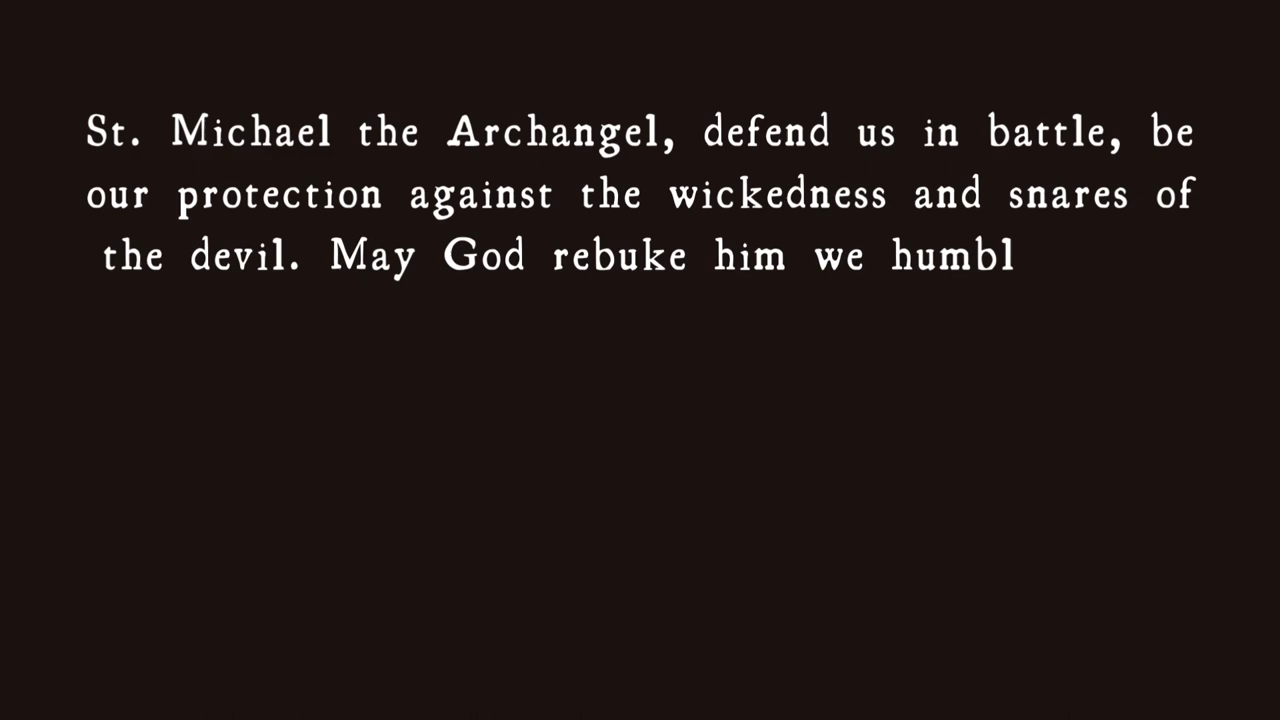 St. Michael the Archangel, defend us in battle, be
our protection against the wickedness and snares of
the devil. May God rebuke him we humbl